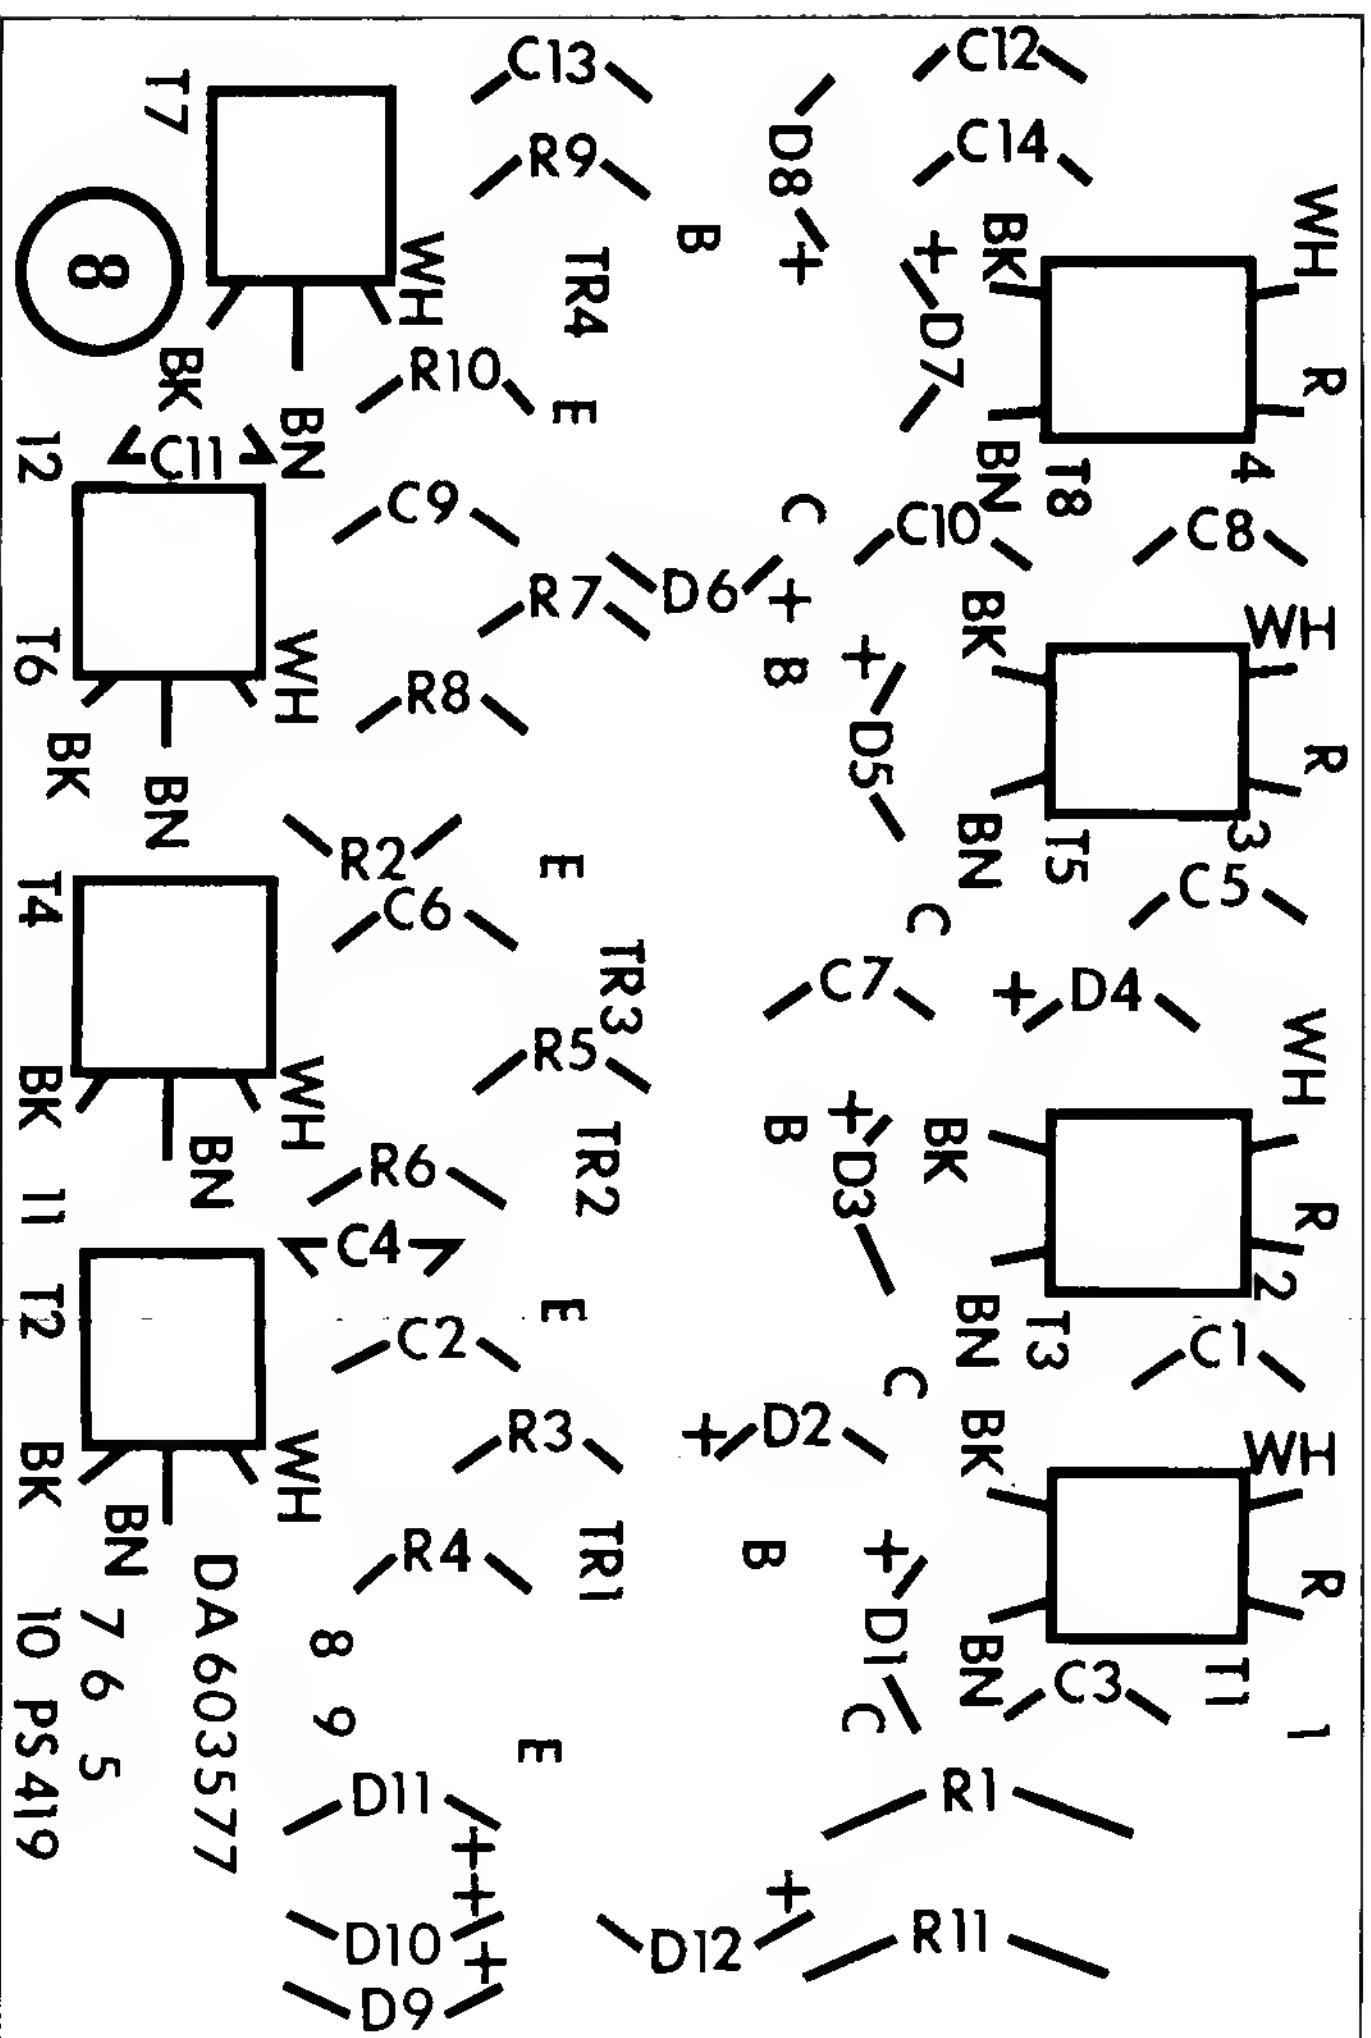 C13
C12
T7
R9
D8
C14
WH
B
BK
WH
+
+
8
TR4
D7
BK
R10
R
BN
E
12
C11
BN
4
T8
C9
C
C10
C8
R7
D6
+
BK
WH
T6
WH
B
+
R8
BK
D5
R
BN
R2
E
BN
T5
3
T4
C6
C5
C
TR3
C7
+
D4
R5
WH
BK
WH
B
+
BK
BN
R6
TR2
D3
11
C4
R
T2
E
2
C2
BN
T3
C1
C
BK
WH
R3
+
D2
BK
WH
BN
R4
TR1
B
+
R
DA 603577
7 6 5
10 PS419
8 9
D1
BN
C3
T1
C
1
E
D11
R1
+
+
+
D10
D12
+
R11
D9